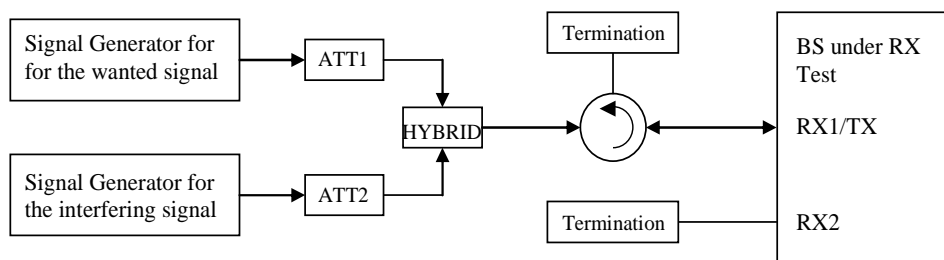 Signal Generator for
for the wanted signal
ATT1
Termination
BS under RX
Test
HYBRID
RX1/TX
Signal Generator for
the interfering signal
ATT2
Termination
RX2